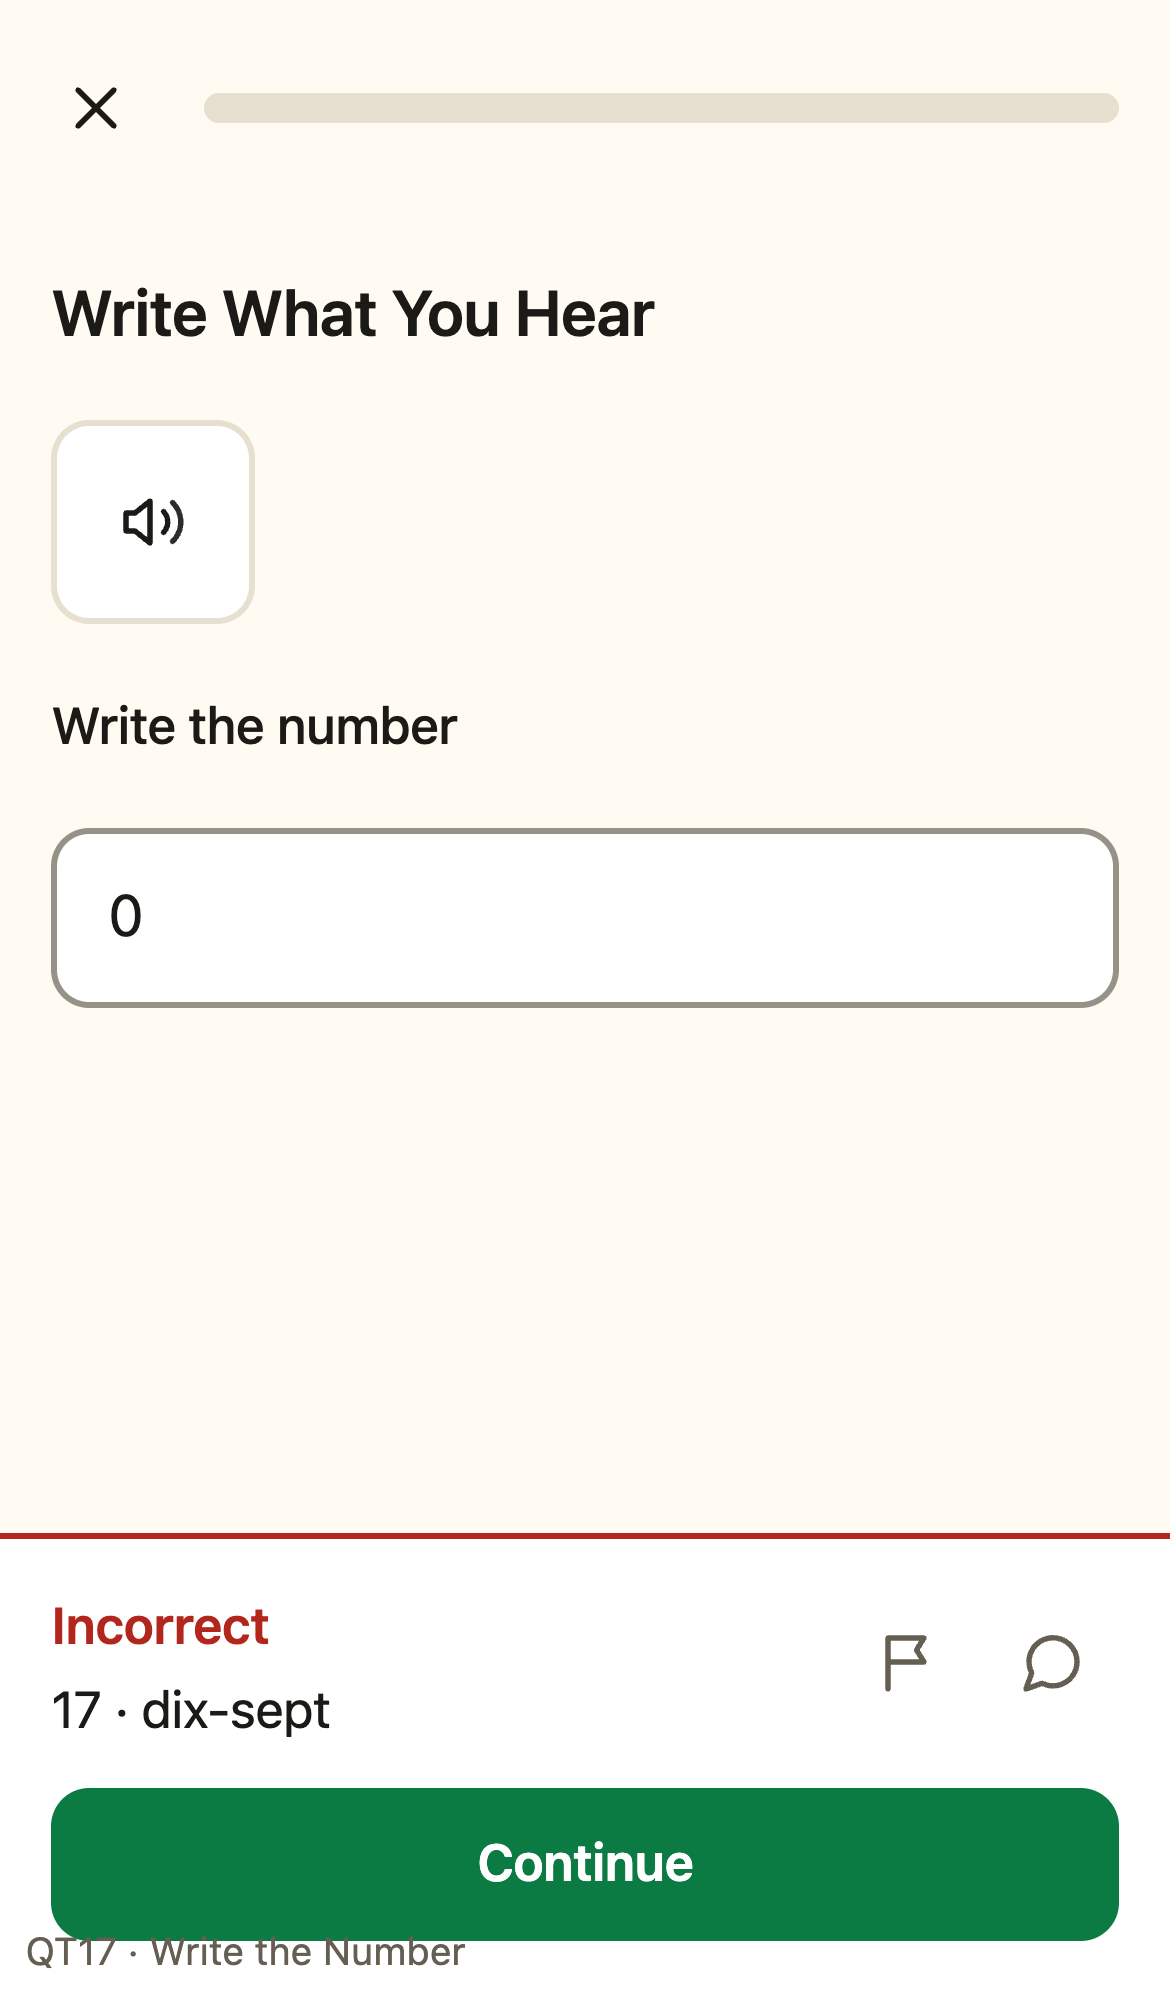 Write What You Hear
Write the number
0
Incorrect
17 · dix-sept
Continue
QT17 · Write the Number